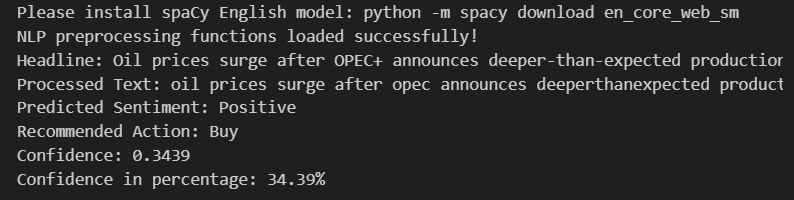 Please install spaCy English model: python -m spacy download en_core_web_sm
NLP preprocessing functions loaded successfully!
Headline: Oil prices surge after OPEC+ announces deeper-than-expected production
Processed Text: oil prices surge after opec announces deeperthanexpected product
Predicted Sentiment: Positive
Recommended Action: Buy
Confidence: 0.3439
Confidence in percentage: 34.39%